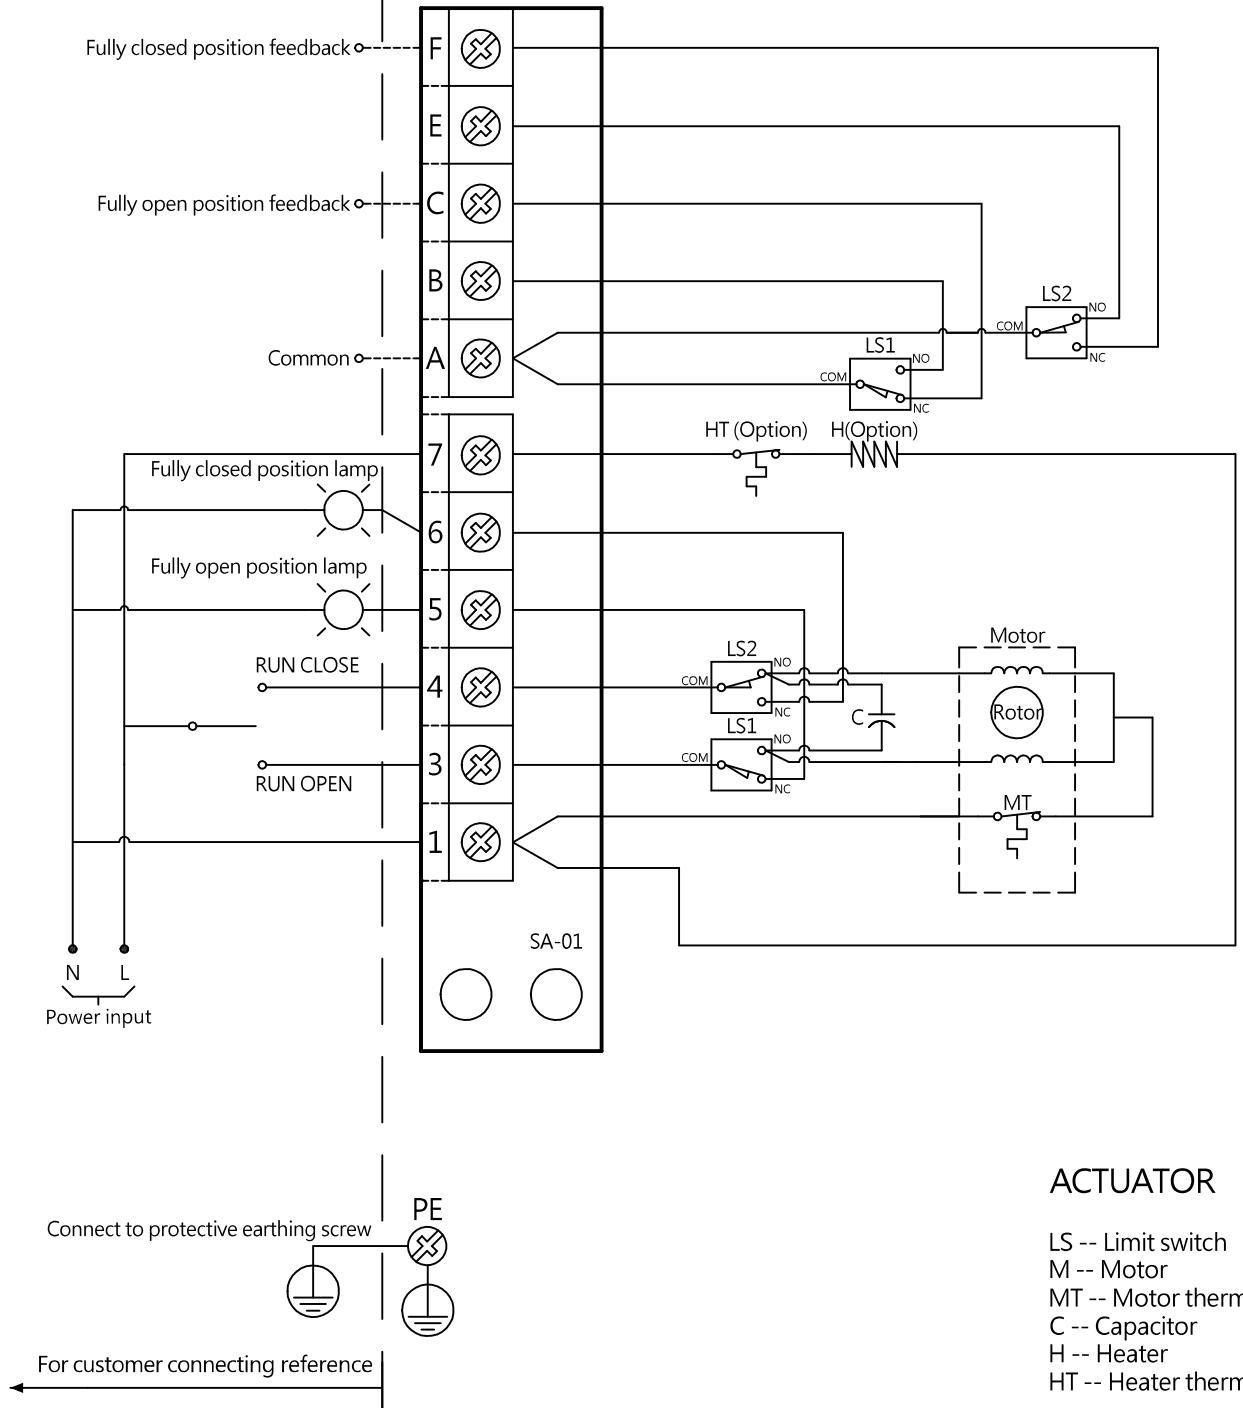 Fully closed position feedback
F
E
Fully open position feedback
C
B
LS2
NO
COM
NC
Common
A
LS1
NO
COM
NC
HT (Option)
H(Option)
7
Fully closed position lamp
6
Fully open position lamp
5
Motor
RUN CLOSE
LS2
NO
COM
NC
4
Rotor
C
LS1
NO
COM
NC
3
RUN OPEN
MT
1
SA-01
N
L
Power input
ACTUATOR
PE
Connect to protective earthing screw
LS -- Limit switch
M -- Motor
MT -- Motor therm
C -- Capacitor
H -- Heater
HT -- Heater therm
For customer connecting reference